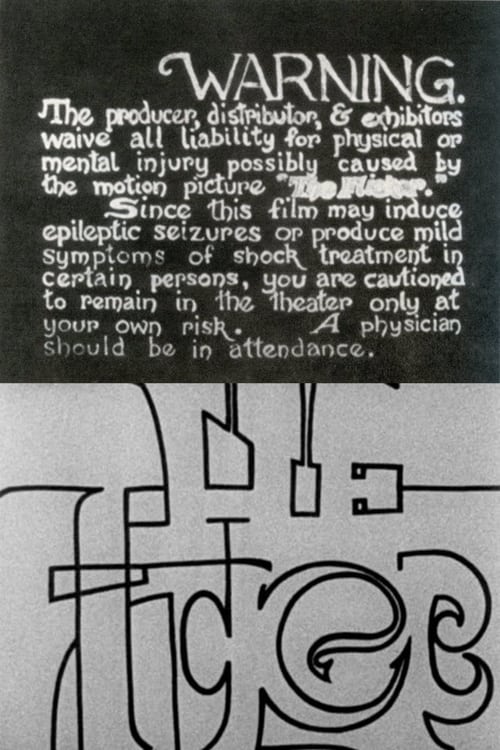 WARNING.
The producer, distributor, & exhibitors
waive all liability for physical or
mental injury possibly caused by
the motion picture "The Flicker."
Since this film may induce
epileptic seizures or produce mild
symptoms of shock treatment in
certain persons, you are cautioned
to remain in the theater only at
your own risk. A physician
should be in attendance.
THE
flicker